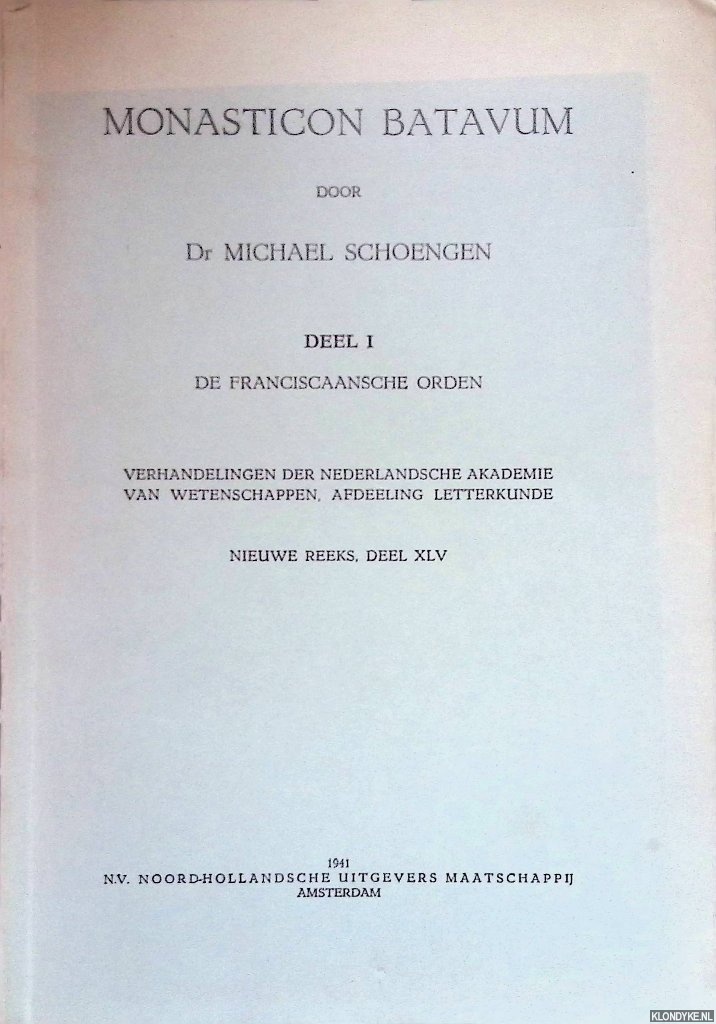 MONASTICON BATAVUM
DOOR
Dr MICHAEL SCHOENGEN
DEEL I
DE FRANCISCAANSCHE ORDEN
VERHANDELINGEN DER NEDERLANDSCHE AKADEMIE
VAN WETENSCHAPPEN, AFDEELING LETTERKUNDE
NIEUWE REEKS, DEEL XLV
1941
N.V. NOORD-HOLLANDSCHE UITGEVERS MAATSCHAPPIJ
AMSTERDAM
KLONDYKE.NL